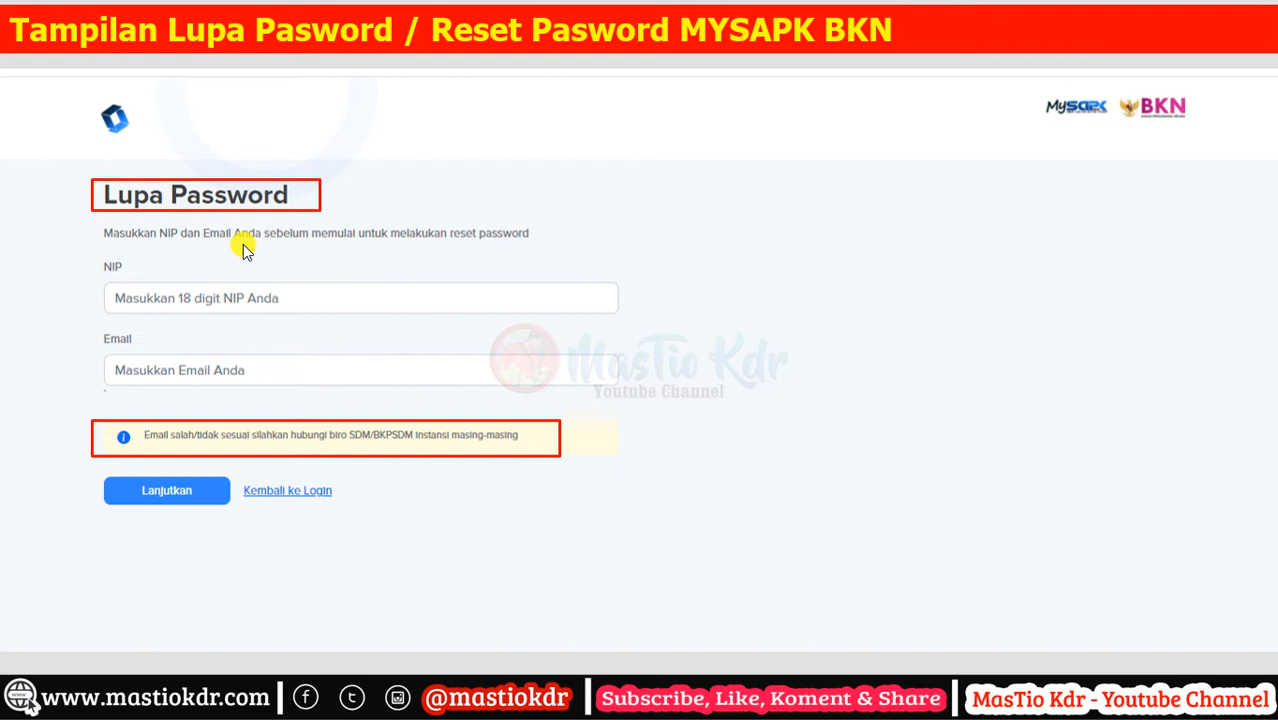 Tampilan Lupa Pasword / Reset Pasword MYSAPK BKN
MySAPK BKN
Lupa Password
Masukkan NIP dan Email Anda sebelum memulai untuk melakukan reset password
NIP
Masukkan 18 digit NIP Anda
Email
Masukkan Email Anda
MasTio Kdr
Youtube Channel
Email salah/tidak sesuai silahkan hubungi biro SDM/BKPSDM instansi masing-masing
Lanjutkan Kembali ke Login
www.mastiokdr.com | @mastiokdr | Subscribe, Like, Koment & Share | MasTio Kdr - Youtube Channel